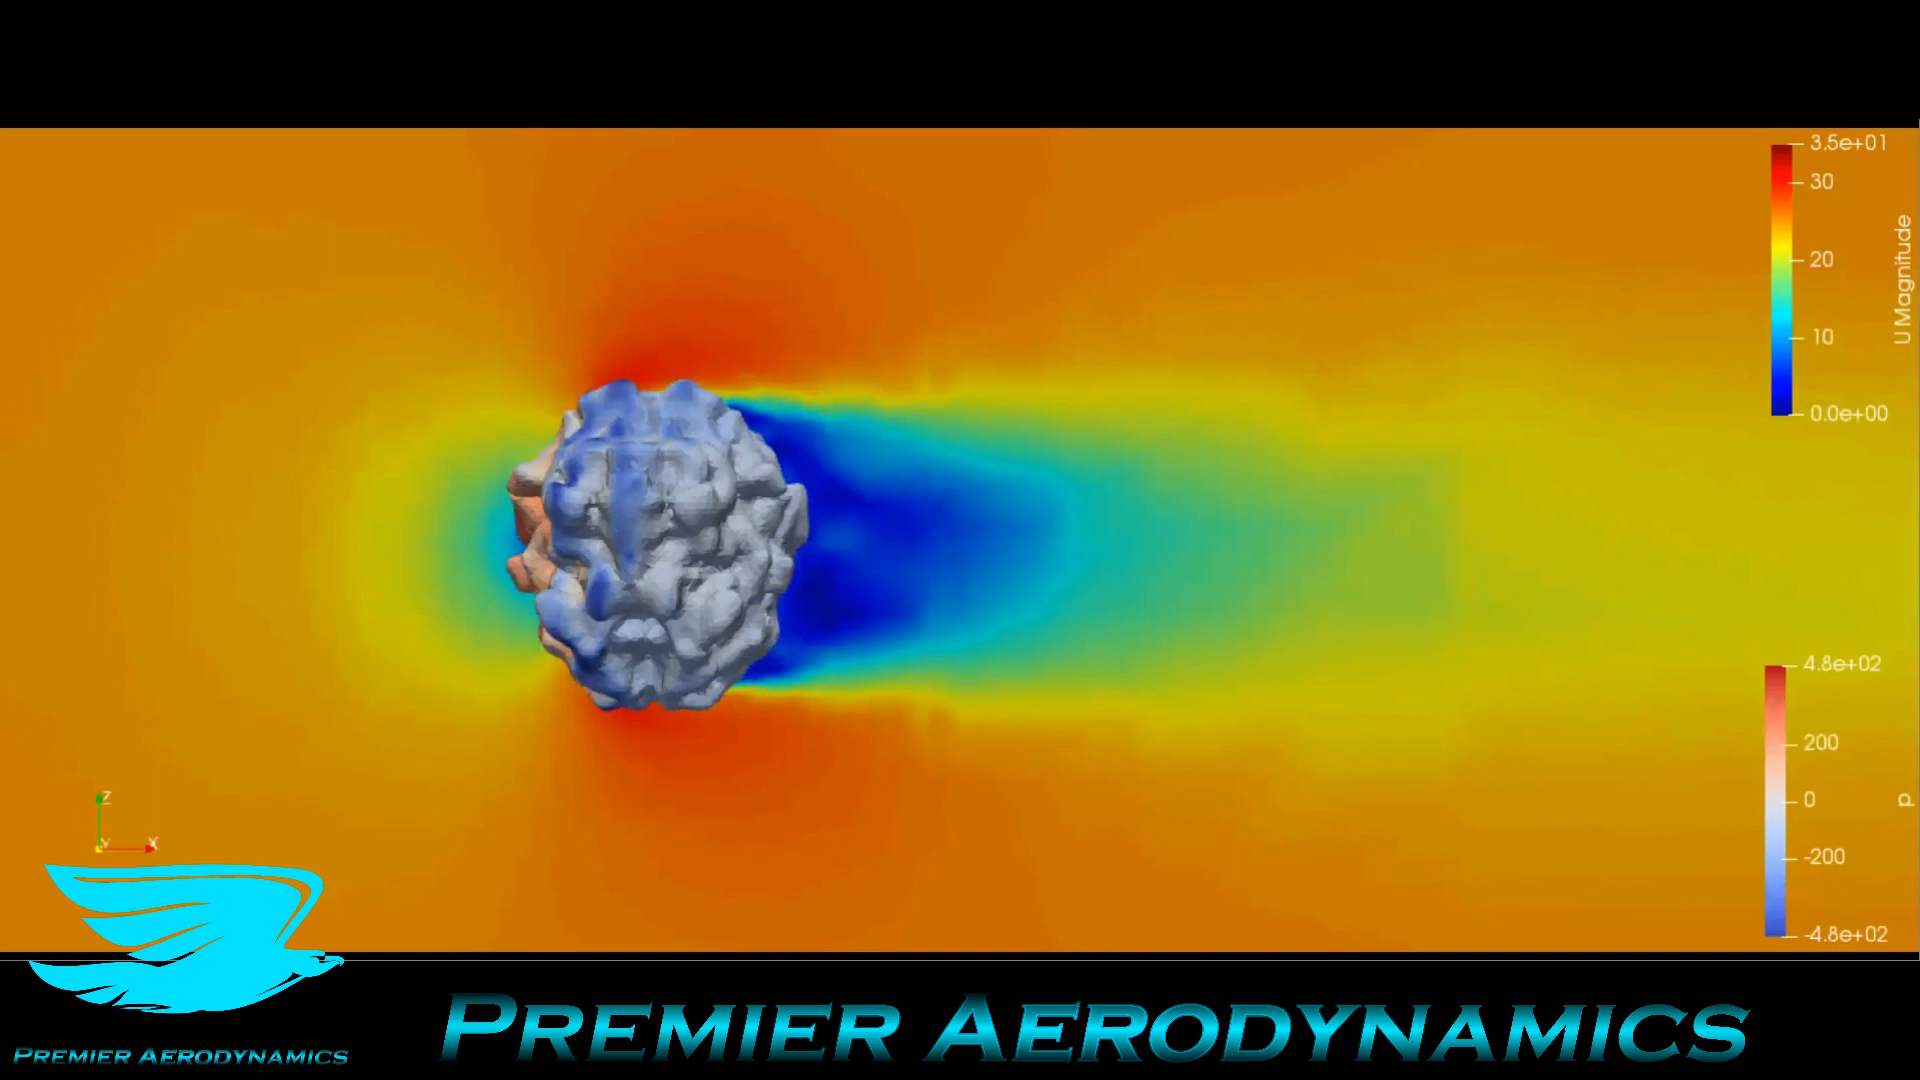 3.5e+01
30
20
10
0.0e+00
U Magnitude
4.8e+02
200
0
-200
-4.8e+02
p
Z
Y
X
PREMIER AERODYNAMICS
PREMIER AERODYNAMICS